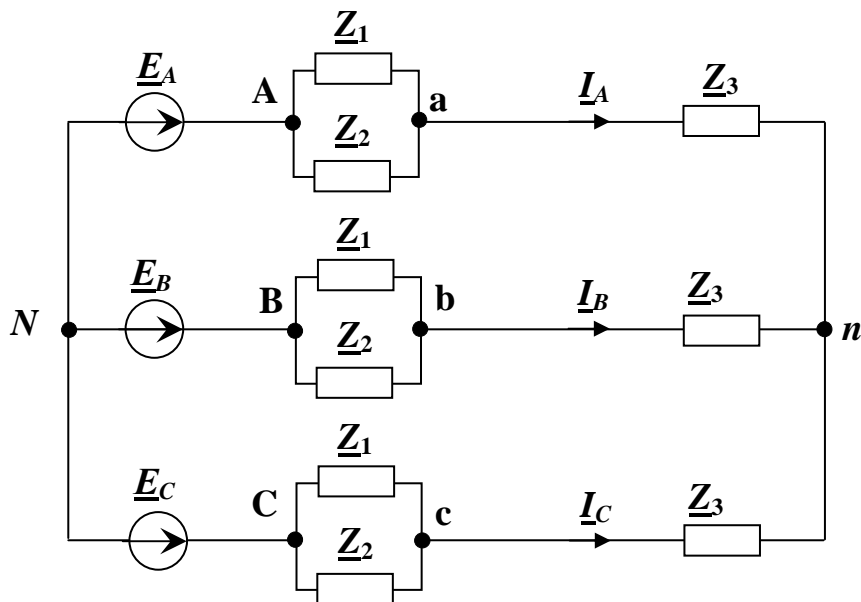 Z1
E_A A a I_A Z3
Z2
Z1
E_B B b I_B Z3
N n
Z2
Z1
E_C C c I_C Z3
Z2